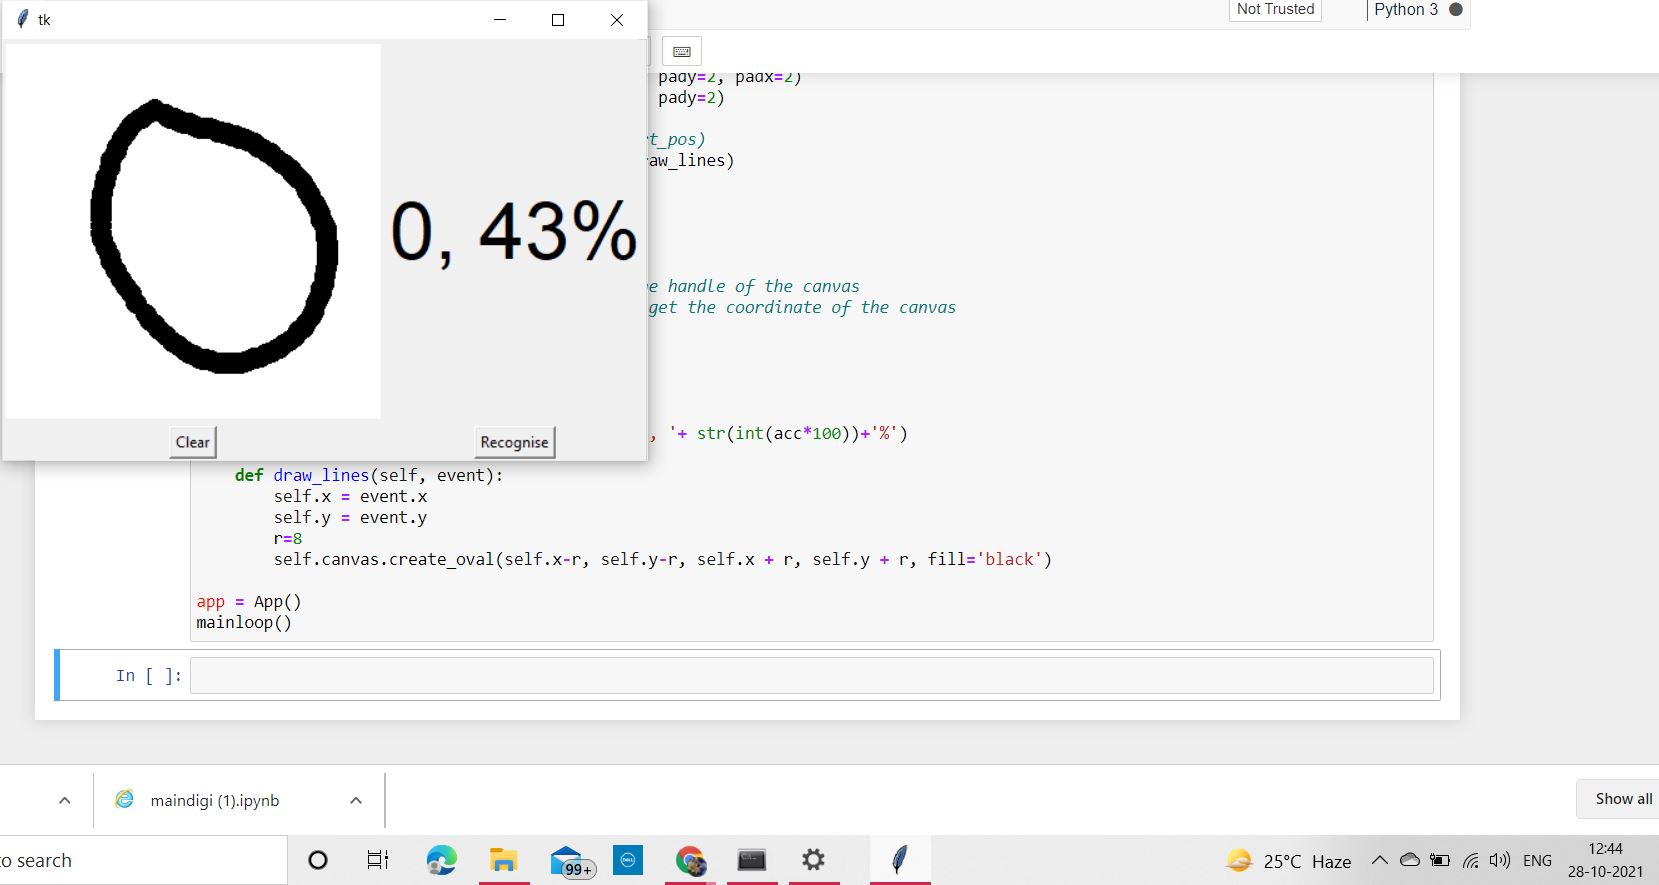 tk
Not Trusted
Python 3
pady=2, padx=2)
pady=2)
t_pos)
aw_lines)
0, 43%
e handle of the canvas
get the coordinate of the canvas
, '+ str(int(acc*100))+'%')
Clear
Recognise
def draw_lines(self, event):
self.x = event.x
self.y = event.y
r=8
self.canvas.create_oval(self.x-r, self.y-r, self.x + r, self.y + r, fill='black')
app = App()
mainloop()
In [ ]:
maindigi (1).ipynb
Show all
to search
99+
DELL
25°C Haze
ENG
12:44
28-10-2021